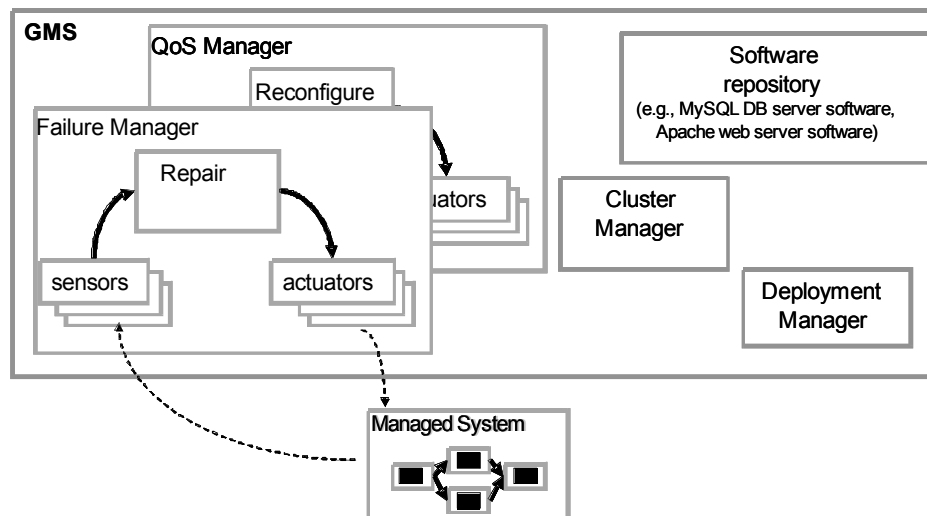 GMS
QoS Manager
Reconfigure
Failure Manager
Repair
uators
sensors
actuators
Software
repository
(e.g., MySQL DB server software,
Apache web server software)
Cluster
Manager
Deployment
Manager
Managed System